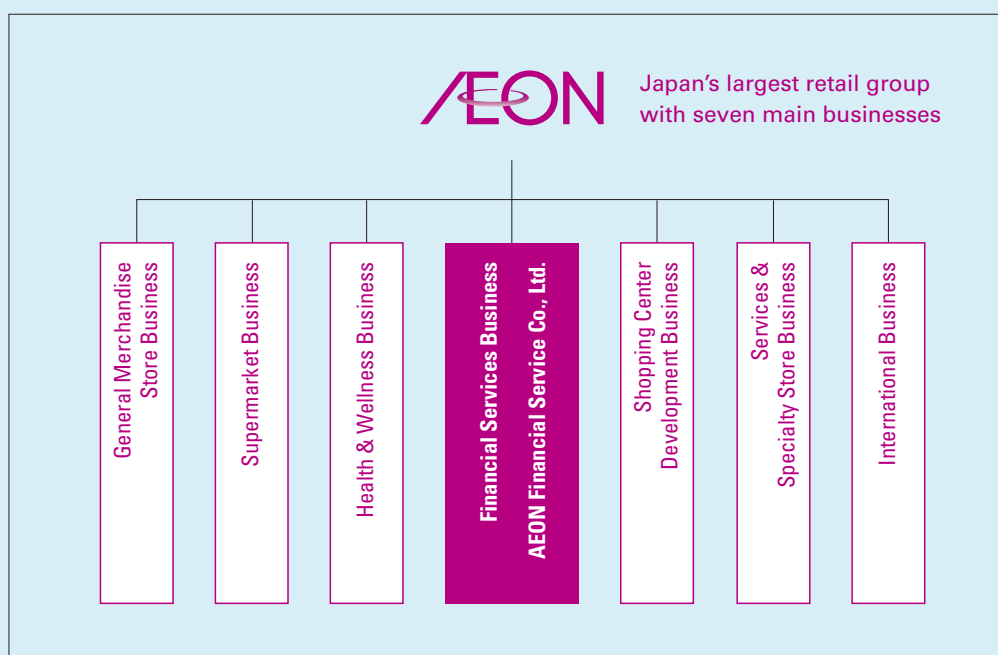 ÆON
Japan's largest retail group
with seven main businesses
General Merchandise
Store Business
Supermarket Business
Health & Wellness Business
Financial Services Business
AEON Financial Service Co., Ltd.
Shopping Center
Development Business
Services &
Specialty Store Business
International Business